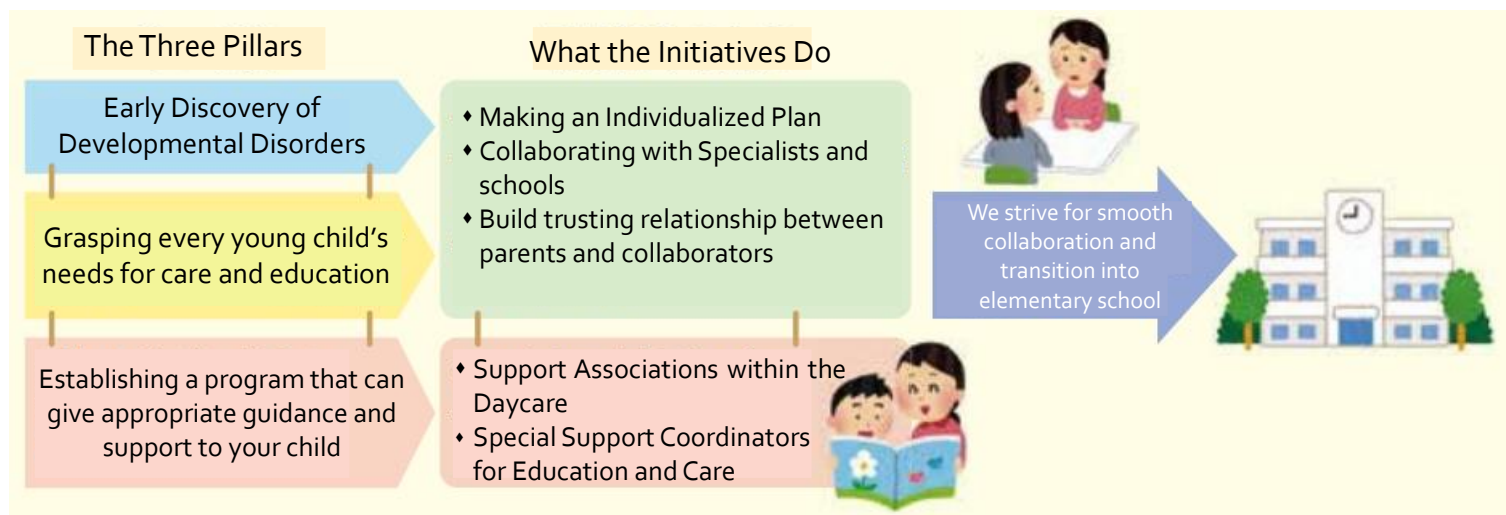 The Three Pillars
Early Discovery of
Developmental Disorders
Grasping every young child's
needs for care and education
Establishing a program that can
give appropriate guidance and
support to your child
What the Initiatives Do
♦ Making an Individualized Plan
♦ Collaborating with Specialists and
schools
♦ Build trusting relationship between
parents and collaborators
♦ Support Associations within the
Daycare
♦ Special Support Coordinators
for Education and Care
We strive for smooth
collaboration and
transition into
elementary school